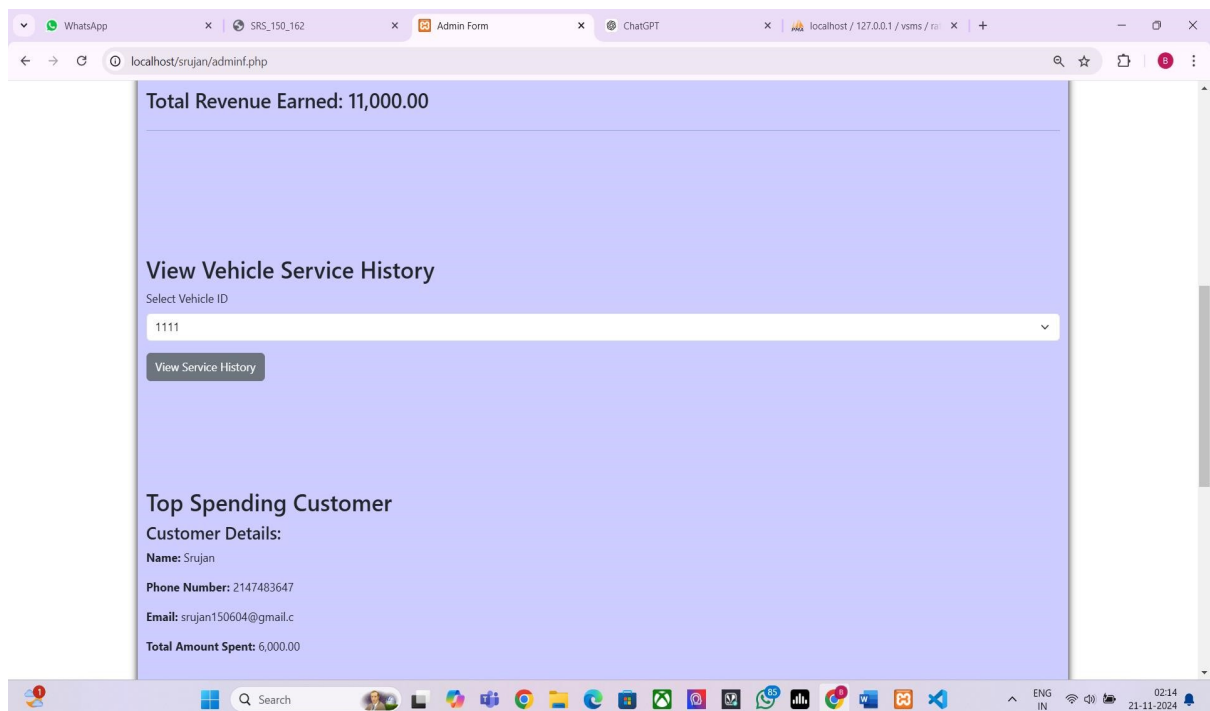 WhatsApp
SRS_150_162
Admin Form
ChatGPT
localhost / 127.0.0.1 / vsms / ra
localhost/srujan/adminf.php
B
Total Revenue Earned: 11,000.00
View Vehicle Service History
Select Vehicle ID
1111
View Service History
Top Spending Customer
Customer Details:
Name: Srujan
Phone Number: 2147483647
Email: srujan150604@gmail.c
Total Amount Spent: 6,000.00
1
Search
85
ENG
IN
02:14
21-11-2024